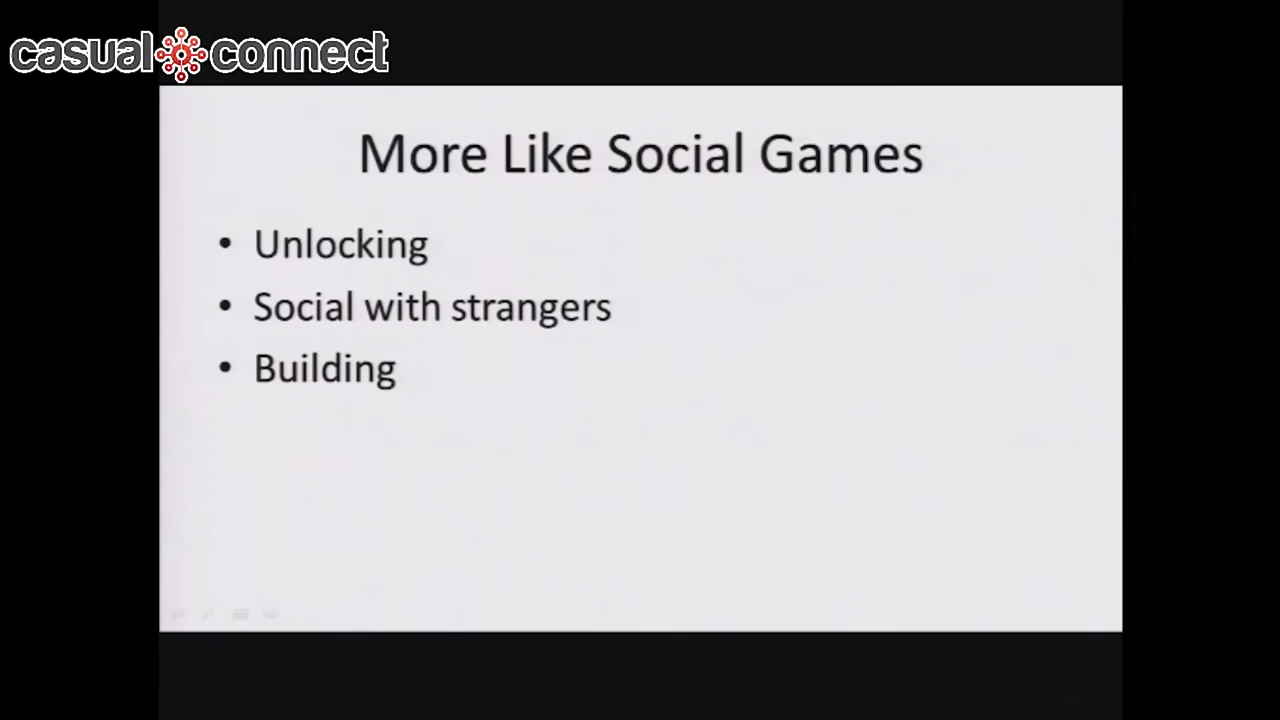 casual connect
More Like Social Games
• Unlocking
• Social with strangers
• Building